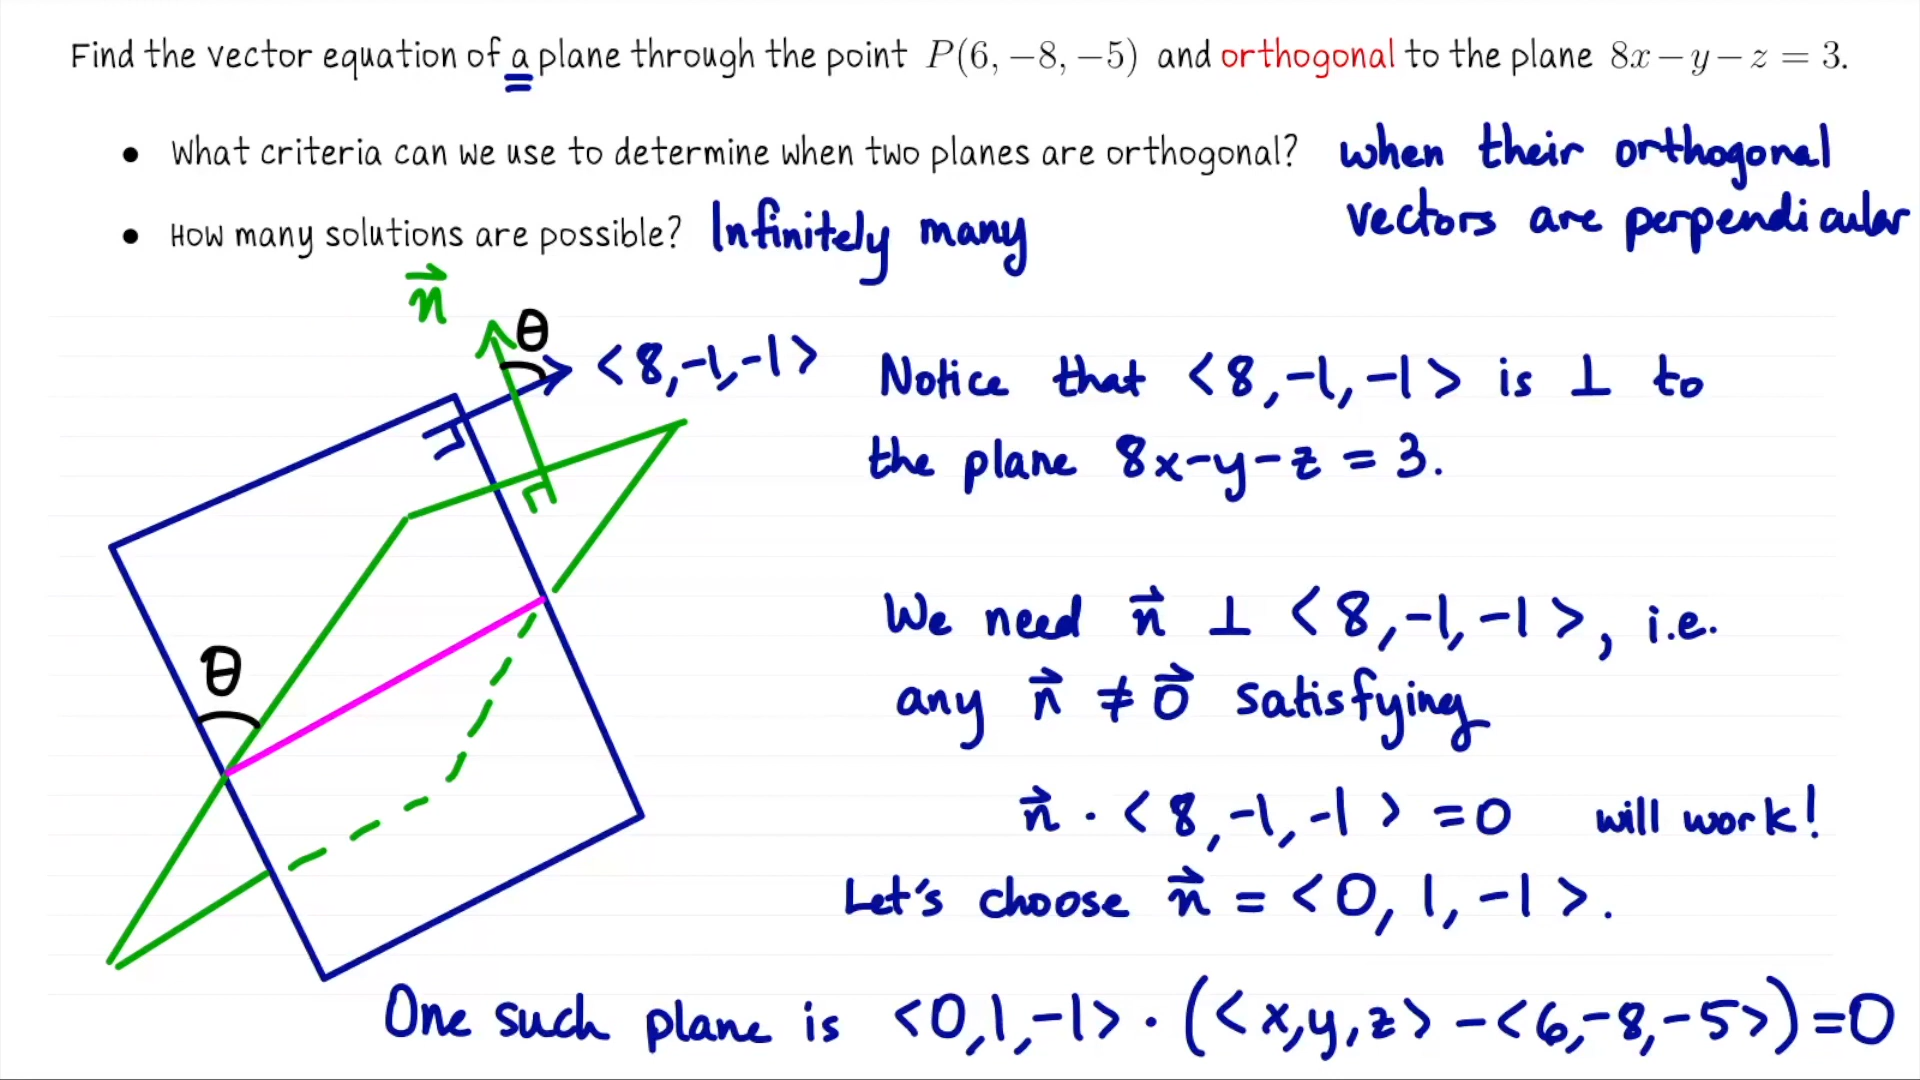 Find the vector equation of a plane through the point P(6, −8, −5) and orthogonal to the plane 8x − y − z = 3.
• What criteria can we use to determine when two planes are orthogonal? when their orthogonal
vectors are perpendicular
• How many solutions are possible? Infinitely many
n⃗
θ
<8,-1,-1>
Notice that <8,-1,-1> is ⊥ to
the plane 8x-y-z = 3.
We need n⃗ ⊥ <8,-1,-1>, i.e.
any n⃗ ≠ 0⃗ satisfying
θ
n⃗ · <8,-1,-1> = 0 will work!
Let's choose n⃗ = <0, 1, -1>.
One such plane is <0,1,-1> · (<x,y,z> - <6,-8,-5>) = 0